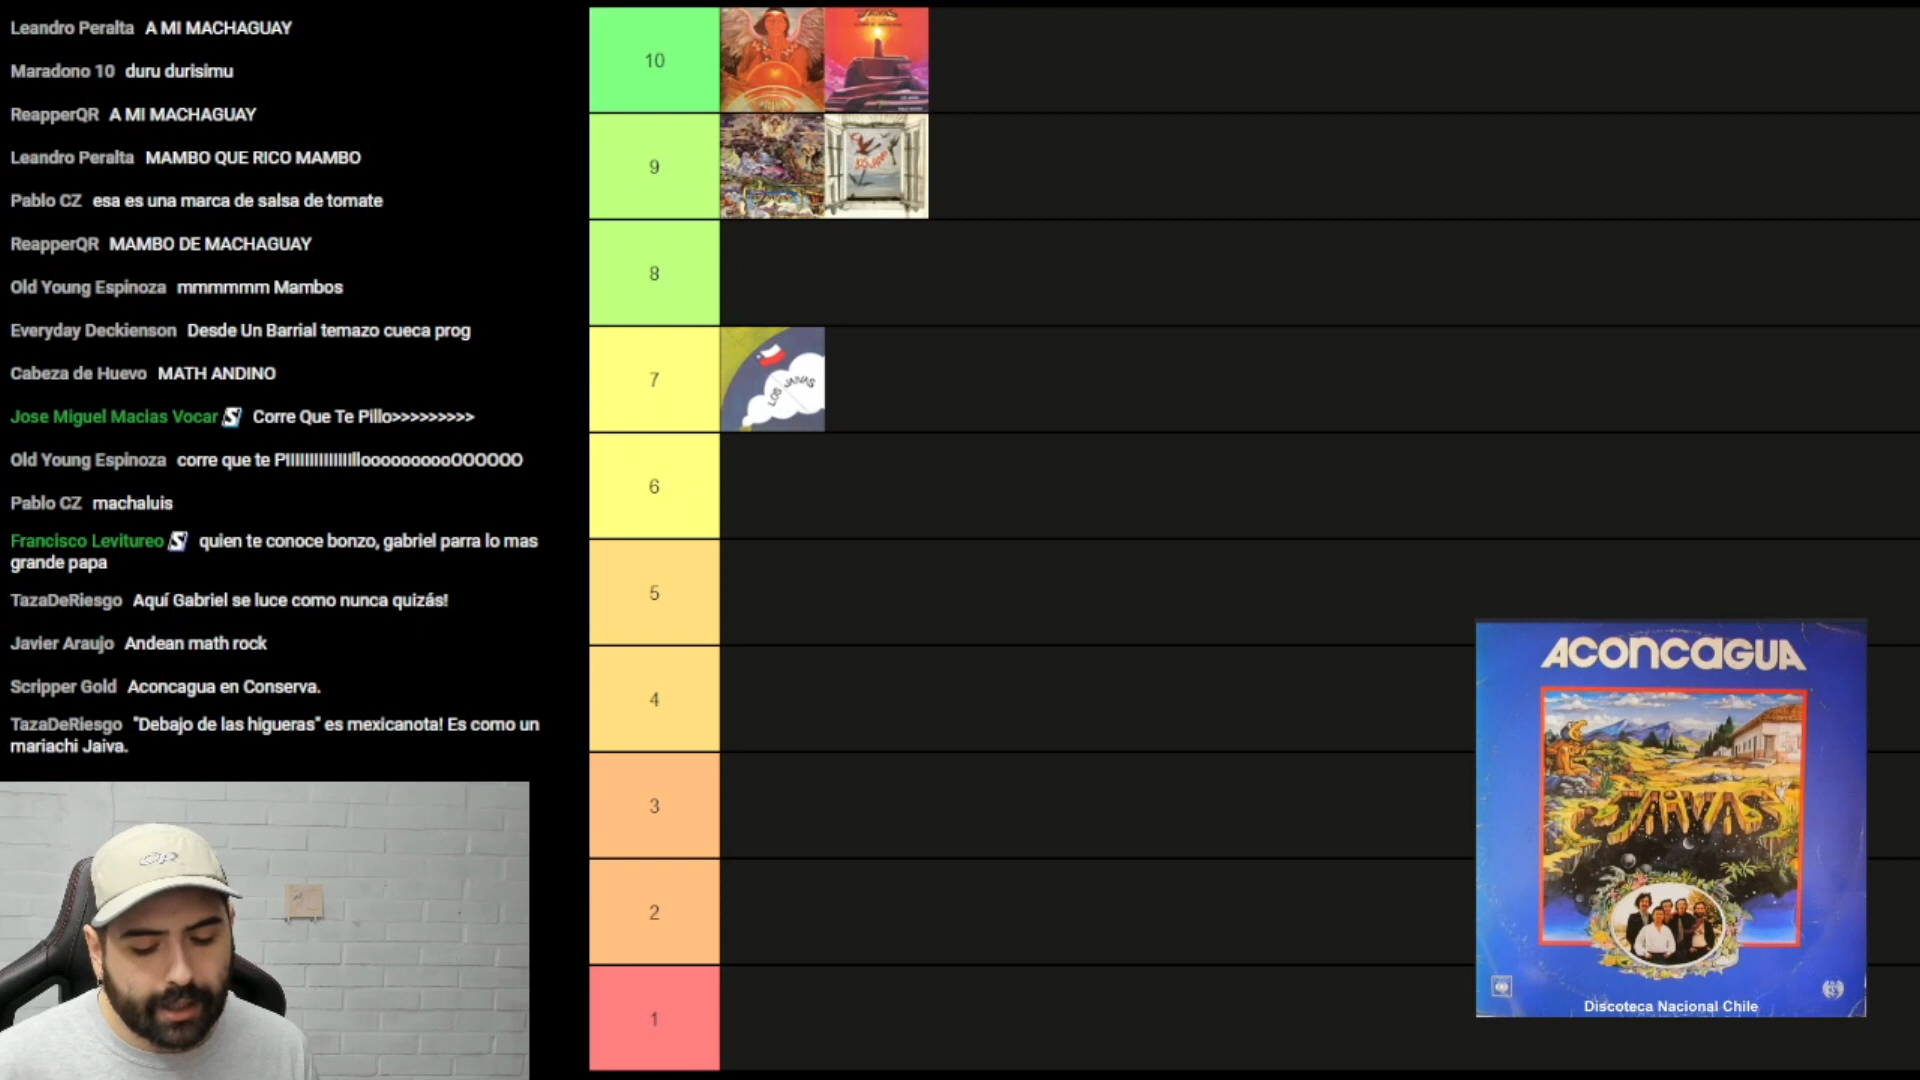 Leandro Peralta A MI MACHAGUAY
Maradono 10 duru durisimu
ReapperQR A MI MACHAGUAY
Leandro Peralta MAMBO QUE RICO MAMBO
Pablo CZ esa es una marca de salsa de tomate
ReapperQR MAMBO DE MACHAGUAY
Old Young Espinoza mmmmmm Mambos
Everyday Deckienson Desde Un Barrial temazo cueca prog
Cabeza de Huevo MATH ANDINO
Jose Miguel Macias Vocar S Corre Que Te Pillo>>>>>>>>>
Old Young Espinoza corre que te PIIIIIIIIIIIIIIIlloooooooooOOOOOO
Pablo CZ machaluis
Francisco Levitureo S quien te conoce bonzo, gabriel parra lo mas
grande papa
TazaDeRiesgo Aquí Gabriel se luce como nunca quizás!
Javier Araujo Andean math rock
Scripper Gold Aconcagua en Conserva.
TazaDeRiesgo "Debajo de las higueras" es mexicanota! Es como un
mariachi Jaiva.
10
9
8
7
LOS JAIVAS
6
5
4
3
2
1
ACONCAGUA
JAIVAS
Discoteca Nacional Chile